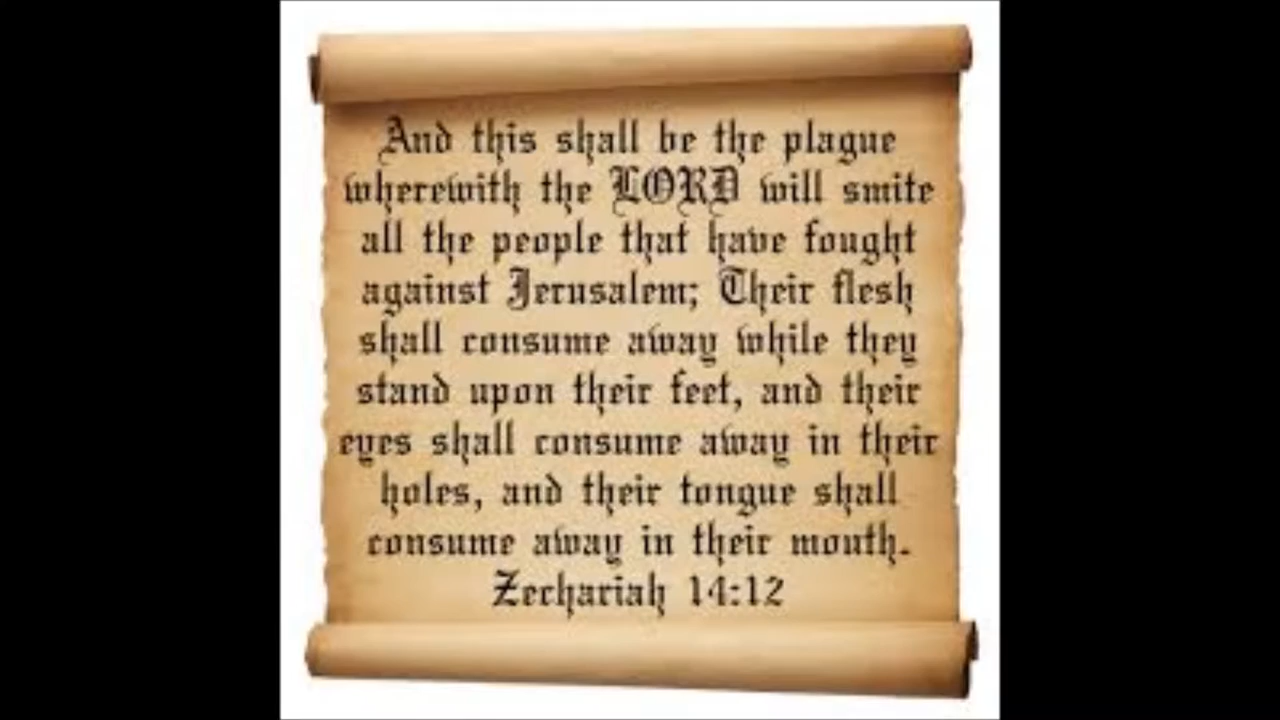 And this shall be the plague
wherewith the LORD will smite
all the people that have fought
against Jerusalem; Their flesh
shall consume away while they
stand upon their feet, and their
eyes shall consume away in their
holes, and their tongue shall
consume away in their mouth.
Zechariah 14:12